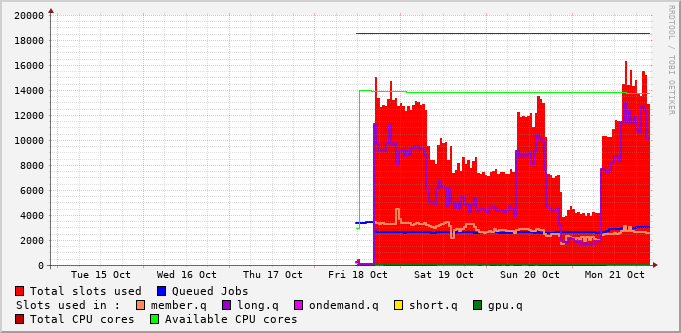 RRDTOOL / TOBI OETIKER
20000
18000
16000
14000
12000
10000
8000
6000
4000
2000
0
Tue 15 Oct Wed 16 Oct Thu 17 Oct Fri 18 Oct Sat 19 Oct Sun 20 Oct Mon 21 Oct
Total slots used Queued Jobs
Slots used in : member.q long.q ondemand.q short.q gpu.q
Total CPU cores Available CPU cores